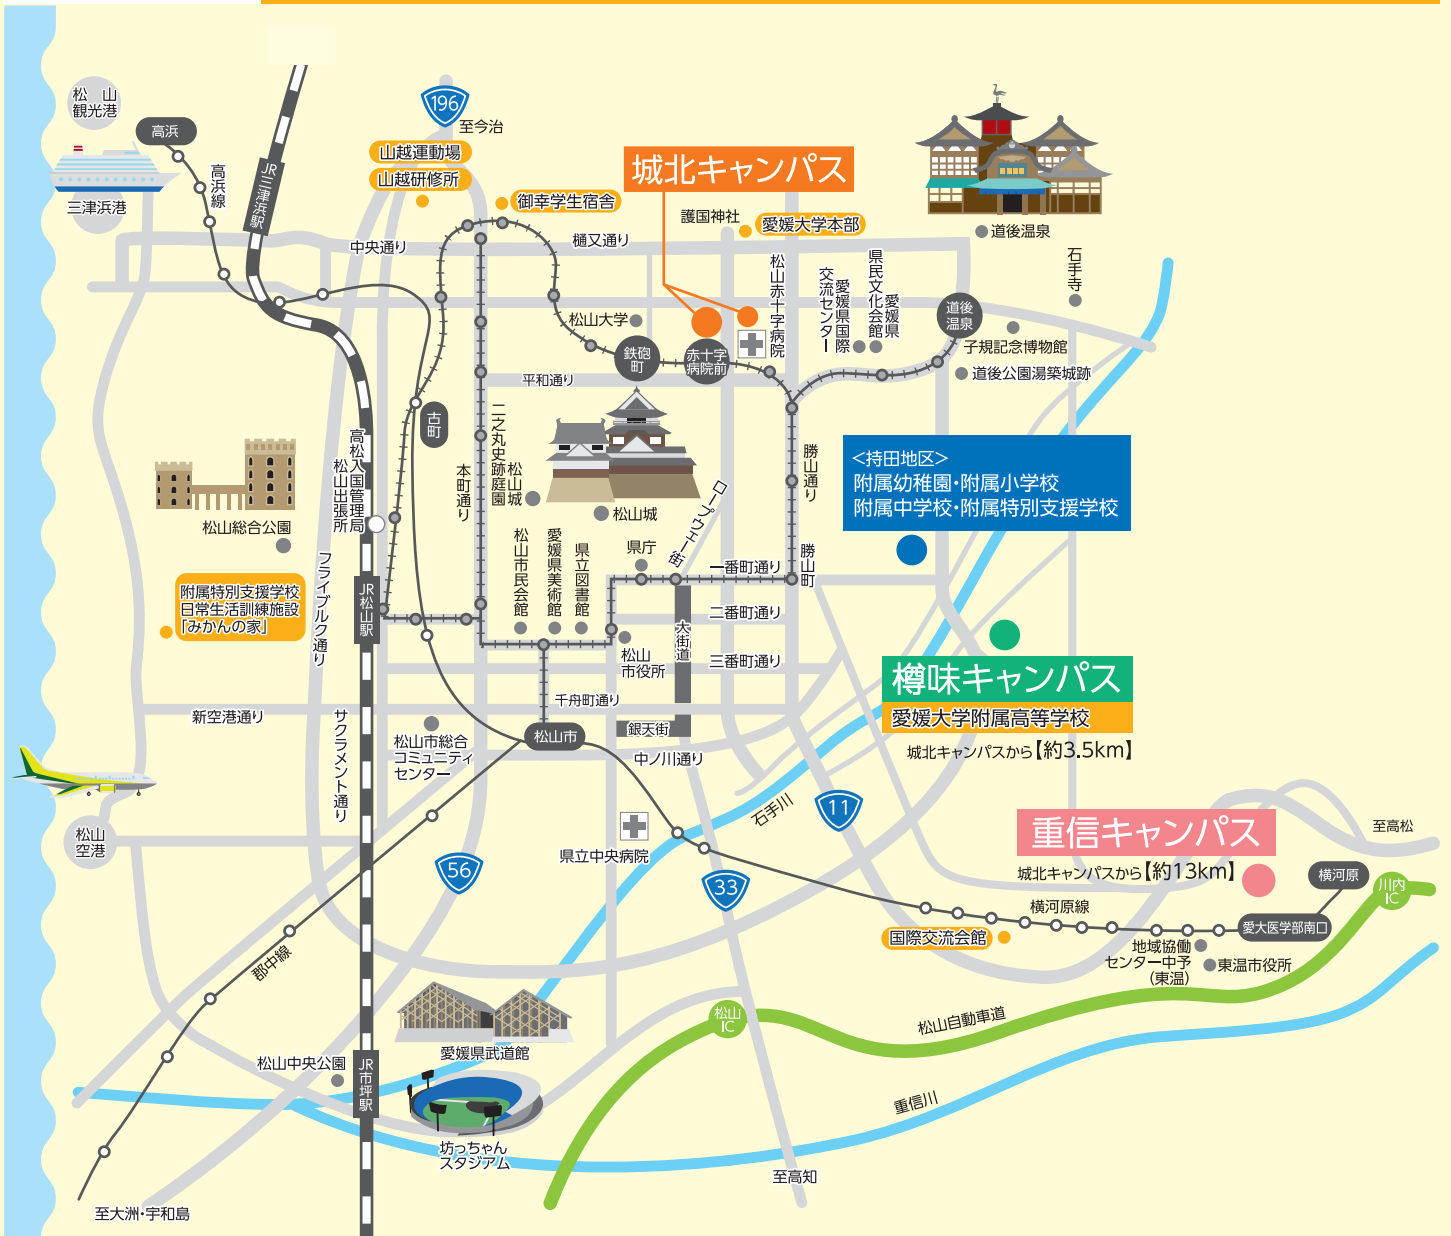 196
至今治
松　山
観光港
高浜
高浜線
三津浜港
JR三津浜駅
山越運動場
山越研修所
御幸学生宿舎
城北キャンパス
護国神社
愛媛大学本部
道後温泉
中央通り
樋又通り
松山赤十字病院
愛媛県国際
交流センター
愛媛県
県民文化会館
石手寺
道後
温泉
子規記念博物館
道後公園湯築城跡
松山大学
鉄砲
町
赤十字
病院前
平和通り
古町
高松入国管理局
松山出張所
本町通り
松山城
二之丸史跡庭園
松山城
ロープウェー街
勝山通り
<持田地区>
附属幼稚園・附属小学校
附属中学校・附属特別支援学校
松山総合公園
フライブルク通り
松山市民会館
愛媛県美術館
県立図書館
県庁
一番町通り
勝山町
二番町通り
三番町通り
大街道
松山
市役所
附属特別支援学校
日常生活訓練施設
「みかんの家」
JR松山駅
樽味キャンパス
愛媛大学附属高等学校
城北キャンパスから【約3.5km】
千舟町通り
新空港通り
サクラメント通り
松山市総合
コミュニティ
センター
松山市
銀天街
中ノ川通り
石手川
11
重信キャンパス
城北キャンパスから【約13km】
至高松
松山
空港
県立中央病院
56
33
横河原
川内
IC
横河原線
愛大医学部南口
国際交流会館
地域協働
センター中予
(東温)
東温市役所
郡中線
松山
IC
松山自動車道
愛媛県武道館
松山中央公園
JR市坪駅
重信川
坊っちゃん
スタジアム
至高知
至大洲・宇和島